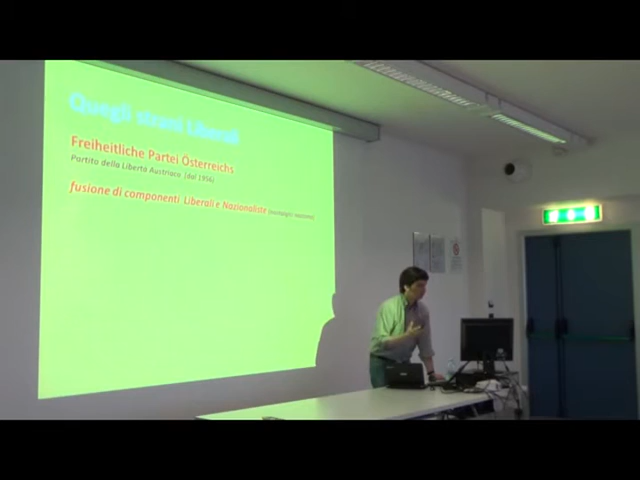 Quegli strani Liberali
Freiheitliche Partei Österreichs
Partito della Libertà Austriaco (dal 1956)
fusione di componenti Liberali e Nazionaliste